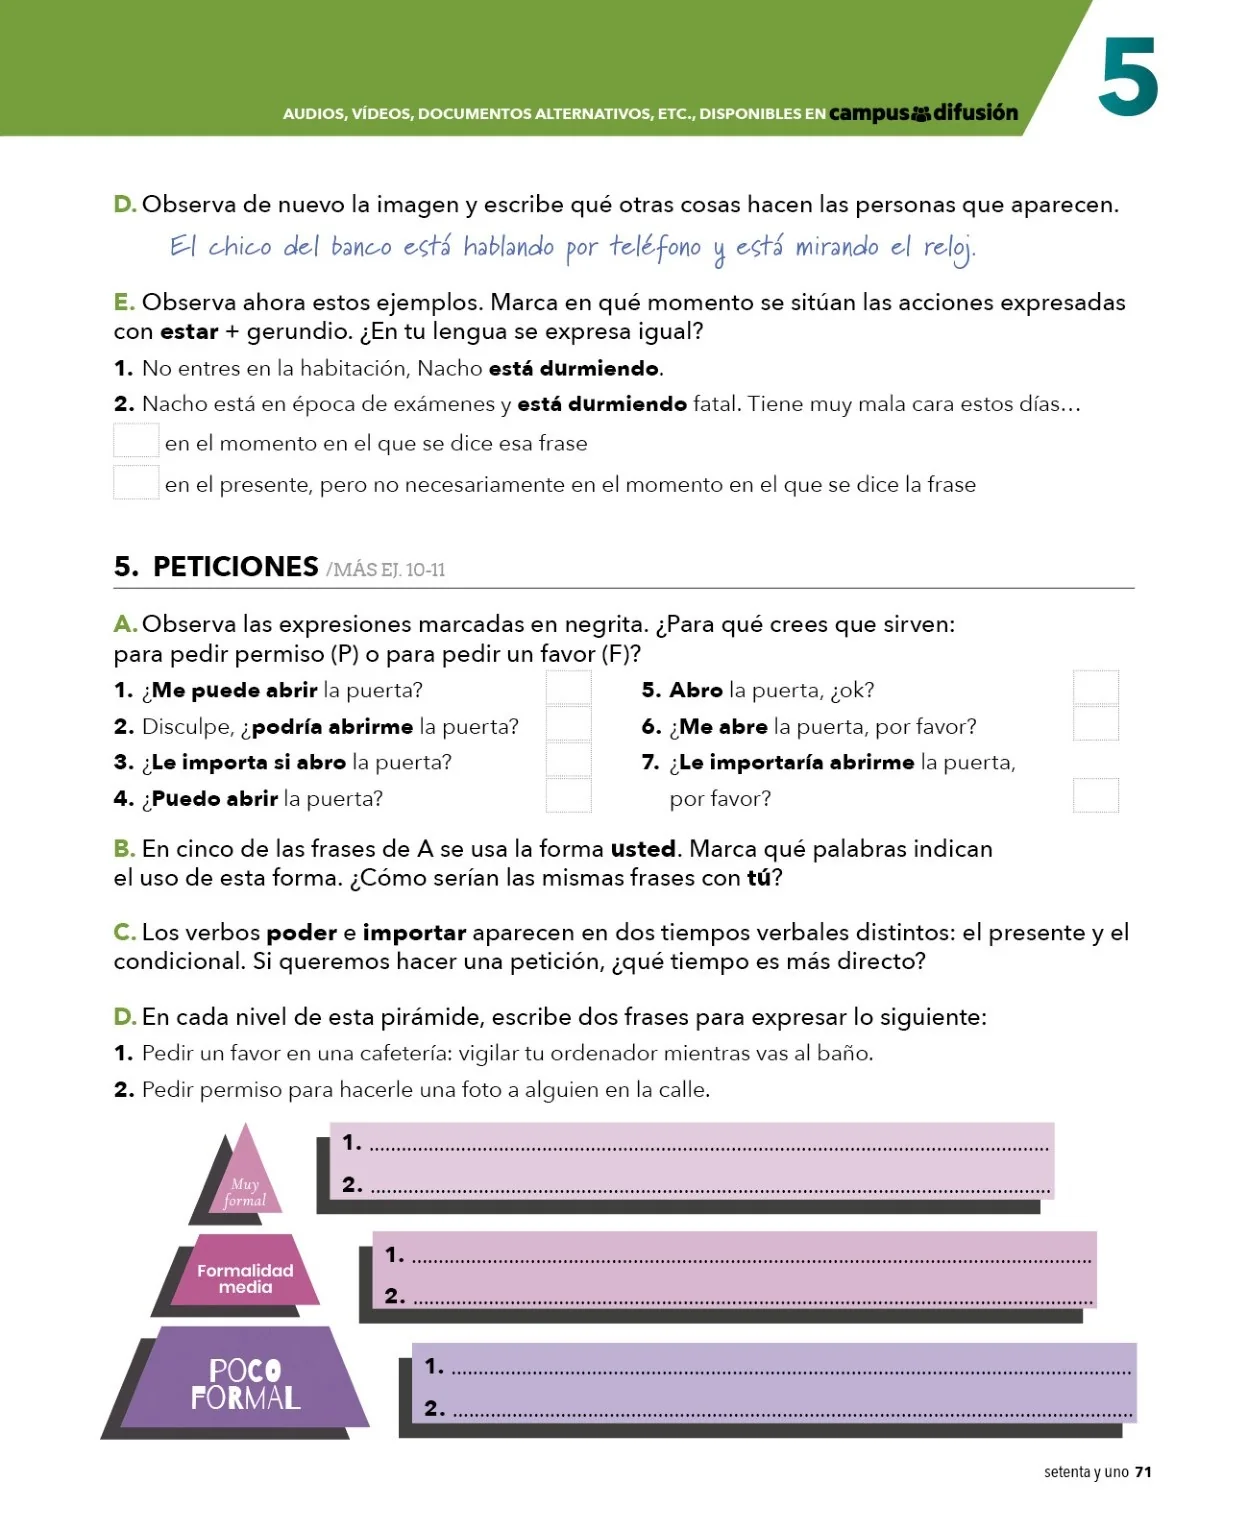 AUDIOS, VÍDEOS, DOCUMENTOS ALTERNATIVOS, ETC., DISPONIBLES EN campus difusión
5
D. Observa de nuevo la imagen y escribe qué otras cosas hacen las personas que aparecen.
El chico del banco está hablando por teléfono y está mirando el reloj.
E. Observa ahora estos ejemplos. Marca en qué momento se sitúan las acciones expresadas
con estar + gerundio. ¿En tu lengua se expresa igual?
1. No entres en la habitación, Nacho está durmiendo.
2. Nacho está en época de exámenes y está durmiendo fatal. Tiene muy mala cara estos días...
en el momento en el que se dice esa frase
en el presente, pero no necesariamente en el momento en el que se dice la frase
5. PETICIONES /MÁS EJ. 10-11
A. Observa las expresiones marcadas en negrita. ¿Para qué crees que sirven:
para pedir permiso (P) o para pedir un favor (F)?
1. ¿Me puede abrir la puerta?
2. Disculpe, ¿podría abrirme la puerta?
3. ¿Le importa si abro la puerta?
4. ¿Puedo abrir la puerta?
5. Abro la puerta, ¿ok?
6. ¿Me abre la puerta, por favor?
7. ¿Le importaría abrirme la puerta,
por favor?
B. En cinco de las frases de A se usa la forma usted. Marca qué palabras indican
el uso de esta forma. ¿Cómo serían las mismas frases con tú?
C. Los verbos poder e importar aparecen en dos tiempos verbales distintos: el presente y el
condicional. Si queremos hacer una petición, ¿qué tiempo es más directo?
D. En cada nivel de esta pirámide, escribe dos frases para expresar lo siguiente:
1. Pedir un favor en una cafetería: vigilar tu ordenador mientras vas al baño.
2. Pedir permiso para hacerle una foto a alguien en la calle.
Muy
formal
1.
2.
Formalidad
media
1.
2.
POCO
FORMAL
1.
2.
setenta y uno 71